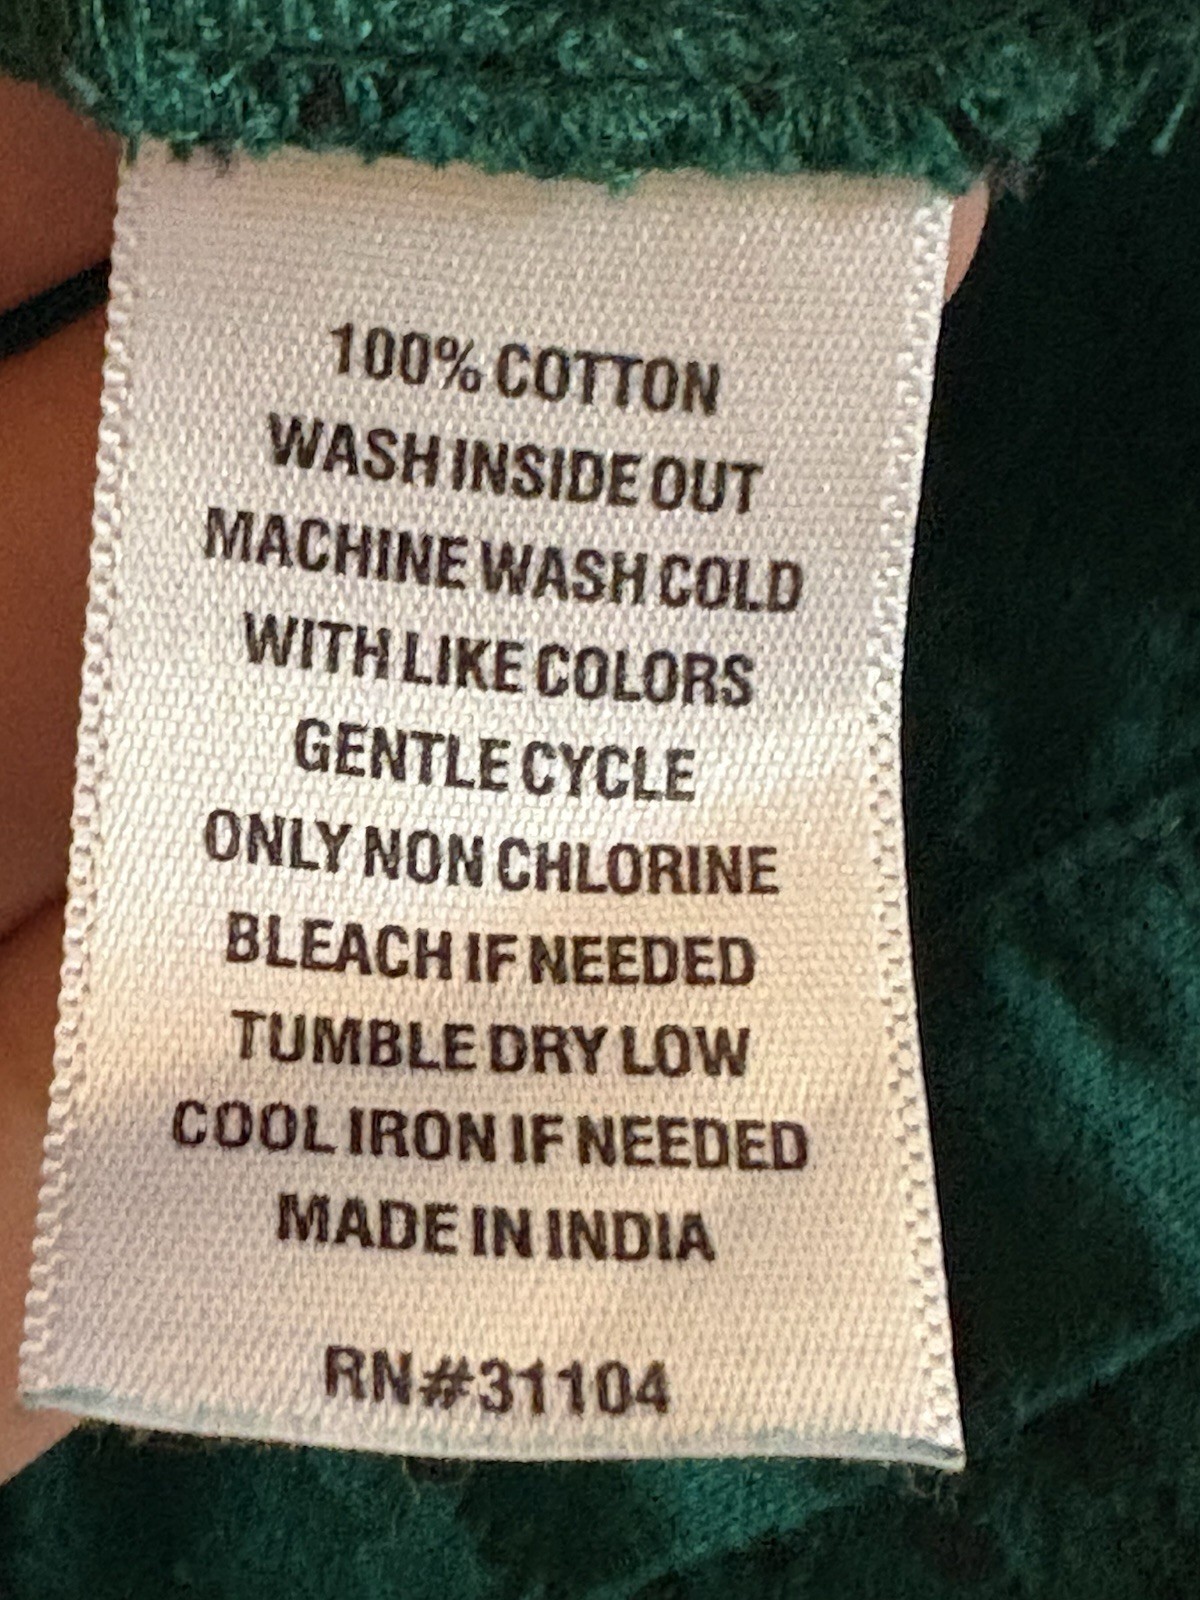 100% COTTON
WASH INSIDE OUT
MACHINE WASH COLD
WITH LIKE COLORS
GENTLE CYCLE
ONLY NON CHLORINE
BLEACH IF NEEDED
TUMBLE DRY LOW
COOL IRON IF NEEDED
MADE IN INDIA
RN#31104